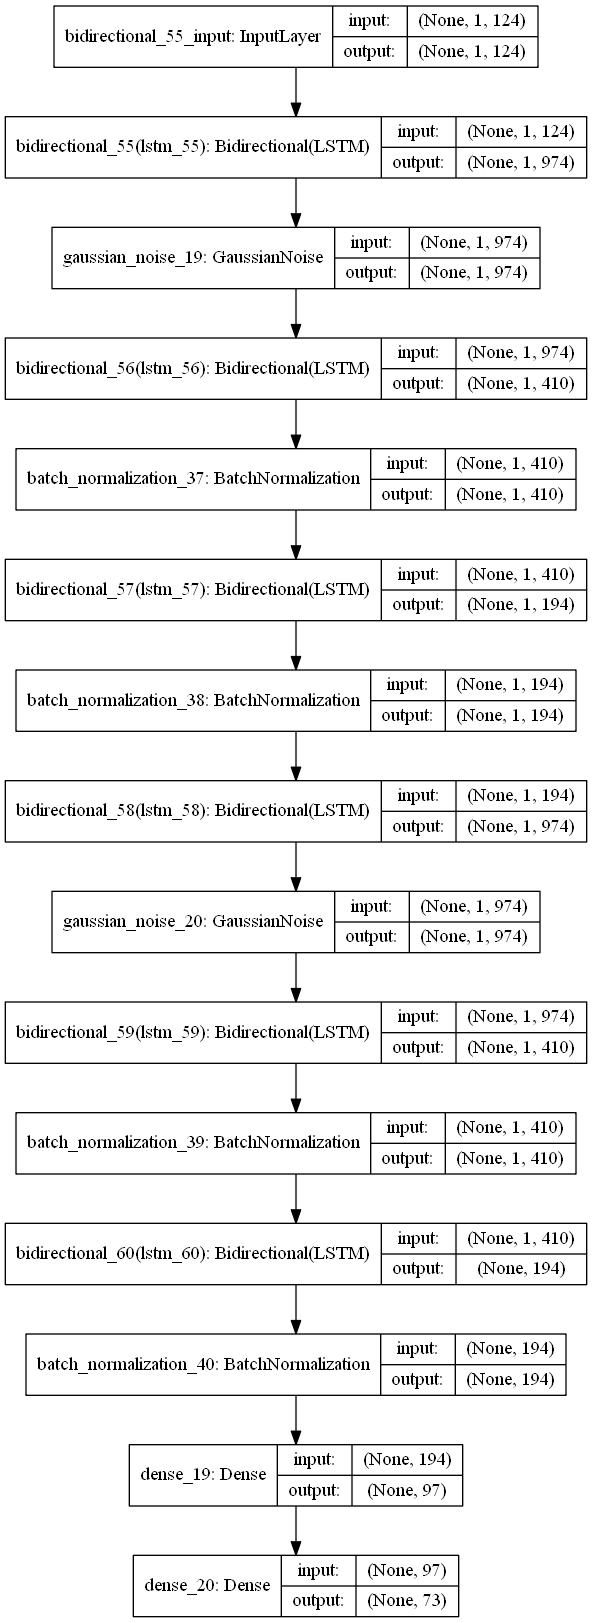 bidirectional_55_input: InputLayer
input: (None, 1, 124)
output: (None, 1, 124)
bidirectional_55(lstm_55): Bidirectional(LSTM)
input: (None, 1, 124)
output: (None, 1, 974)
gaussian_noise_19: GaussianNoise
input: (None, 1, 974)
output: (None, 1, 974)
bidirectional_56(lstm_56): Bidirectional(LSTM)
input: (None, 1, 974)
output: (None, 1, 410)
batch_normalization_37: BatchNormalization
input: (None, 1, 410)
output: (None, 1, 410)
bidirectional_57(lstm_57): Bidirectional(LSTM)
input: (None, 1, 410)
output: (None, 1, 194)
batch_normalization_38: BatchNormalization
input: (None, 1, 194)
output: (None, 1, 194)
bidirectional_58(lstm_58): Bidirectional(LSTM)
input: (None, 1, 194)
output: (None, 1, 974)
gaussian_noise_20: GaussianNoise
input: (None, 1, 974)
output: (None, 1, 974)
bidirectional_59(lstm_59): Bidirectional(LSTM)
input: (None, 1, 974)
output: (None, 1, 410)
batch_normalization_39: BatchNormalization
input: (None, 1, 410)
output: (None, 1, 410)
bidirectional_60(lstm_60): Bidirectional(LSTM)
input: (None, 1, 410)
output: (None, 194)
batch_normalization_40: BatchNormalization
input: (None, 194)
output: (None, 194)
dense_19: Dense
input: (None, 194)
output: (None, 97)
dense_20: Dense
input: (None, 97)
output: (None, 73)